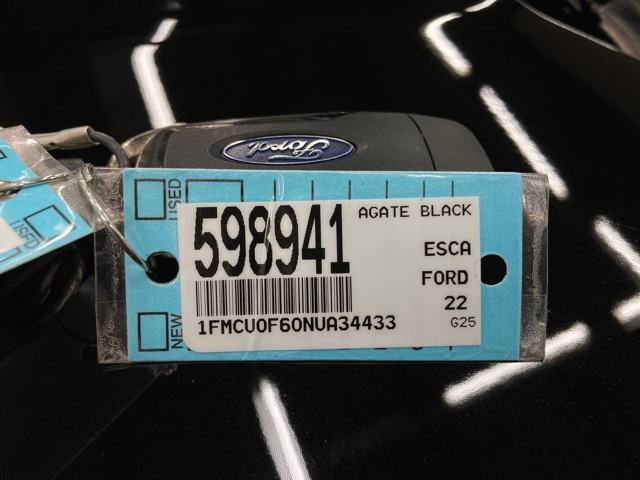 Ford
USED
598941
AGATE BLACK
ESCA
FORD
22
G25
1FMCU0F60NUA34433
NEW
USED